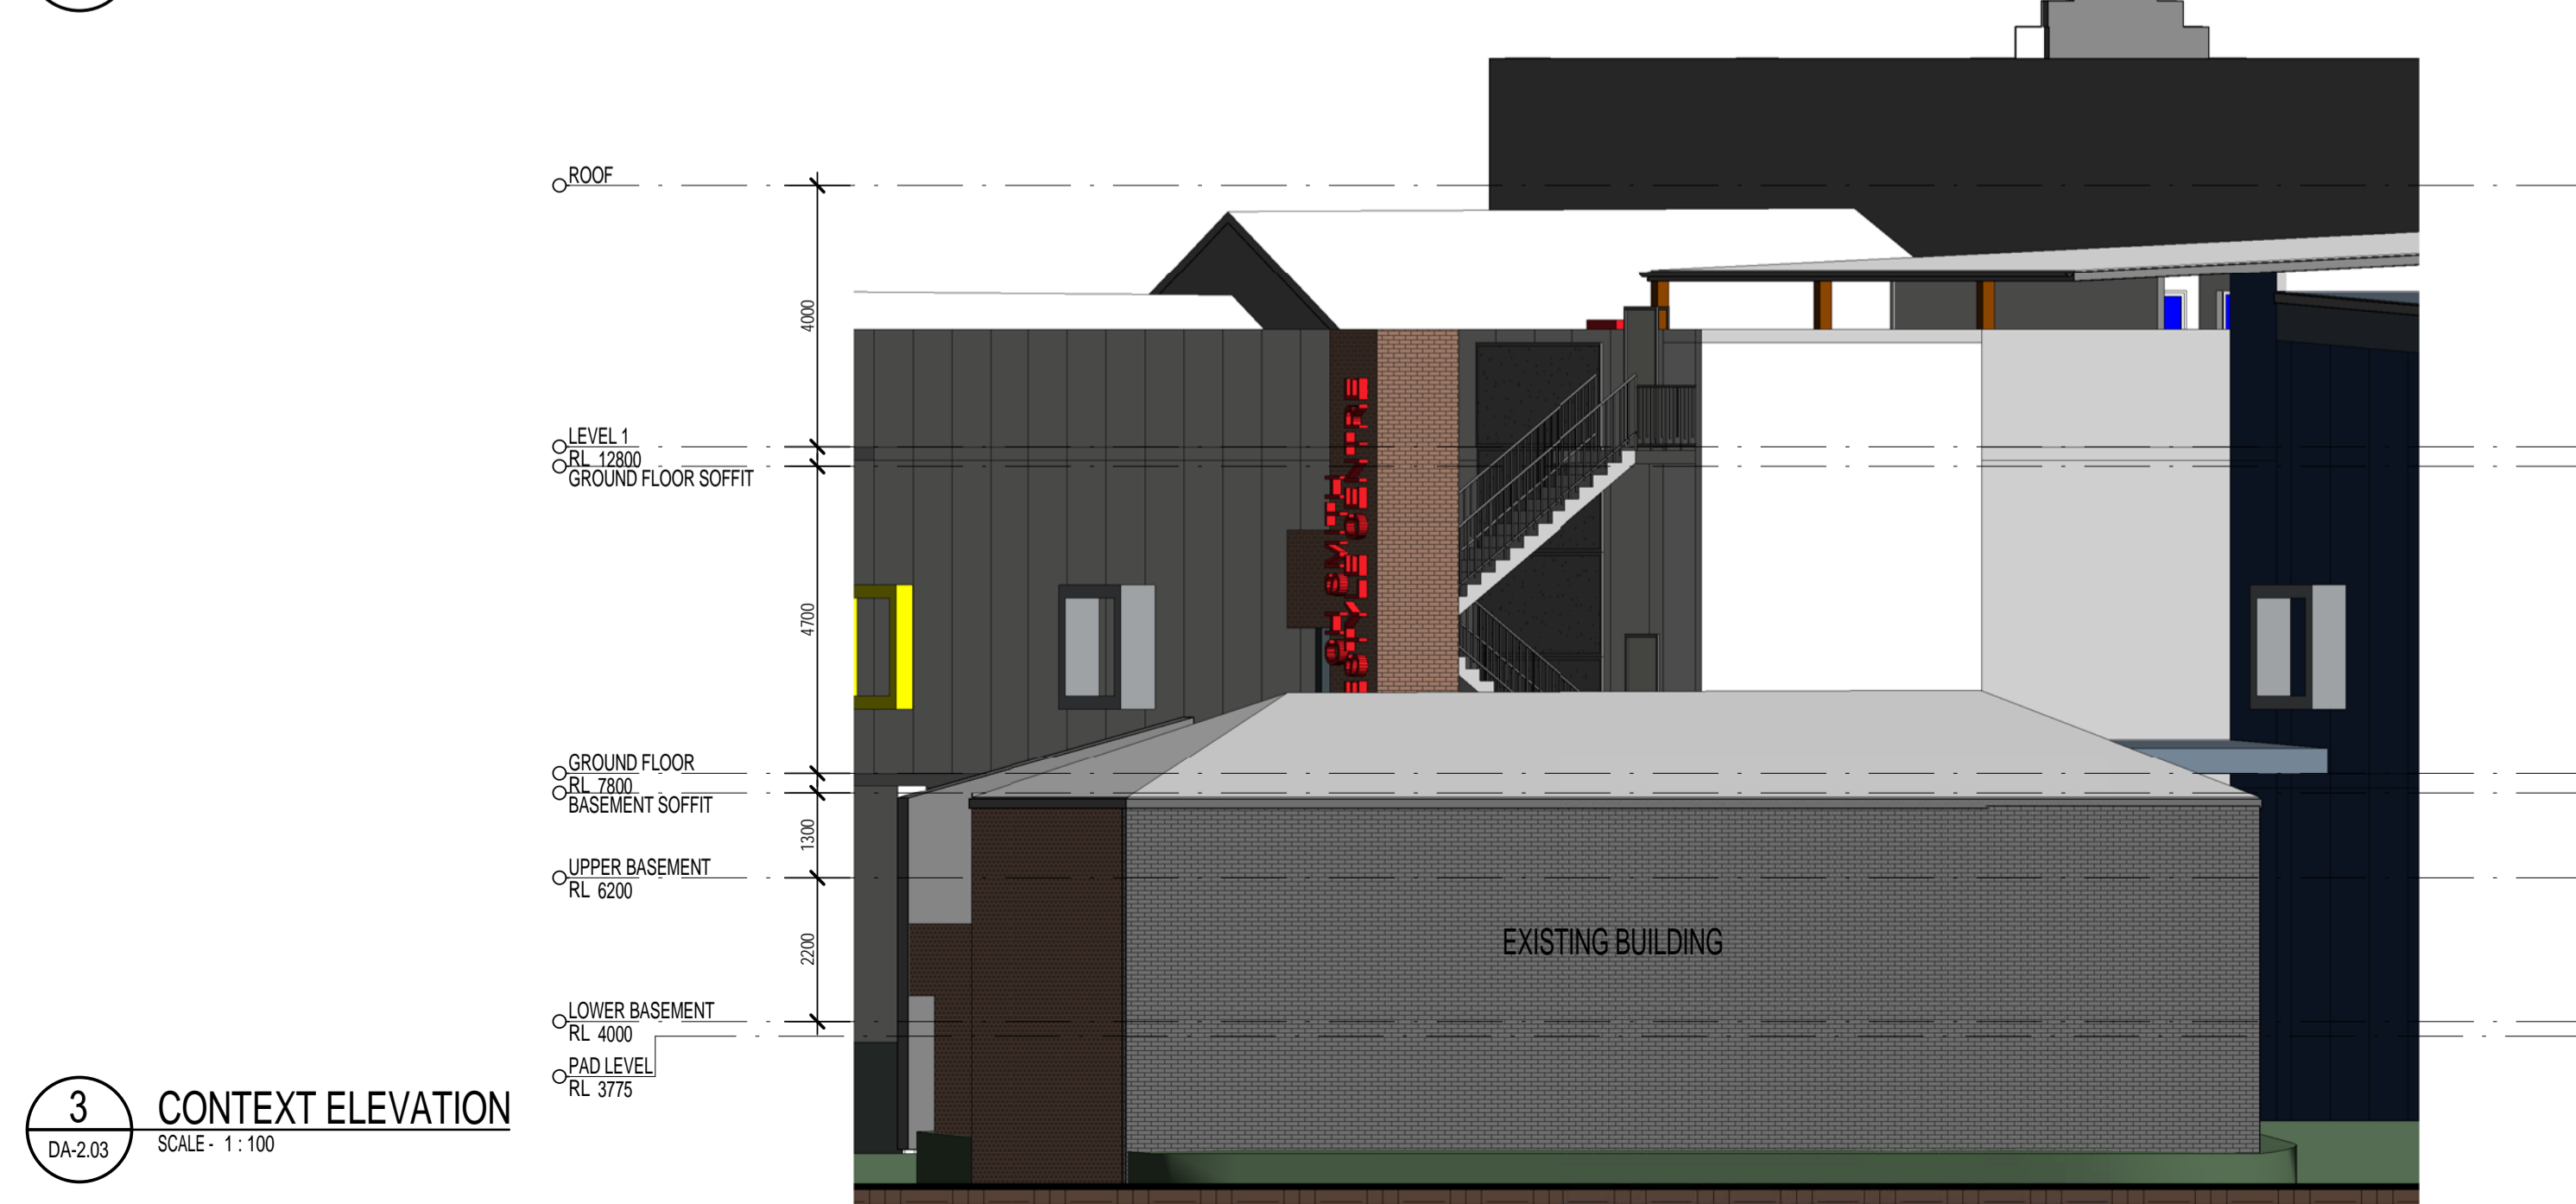 ROOF
4000
LEVEL 1
RL 12800
GROUND FLOOR SOFFIT
CENTRE
4700
GROUND FLOOR
RL 7800
BASEMENT SOFFIT
1300
UPPER BASEMENT
RL 6200
EXISTING BUILDING
2200
LOWER BASEMENT
RL 4000
PAD LEVEL
RL 3775
3
CONTEXT ELEVATION
DA-2.03
SCALE - 1 : 100